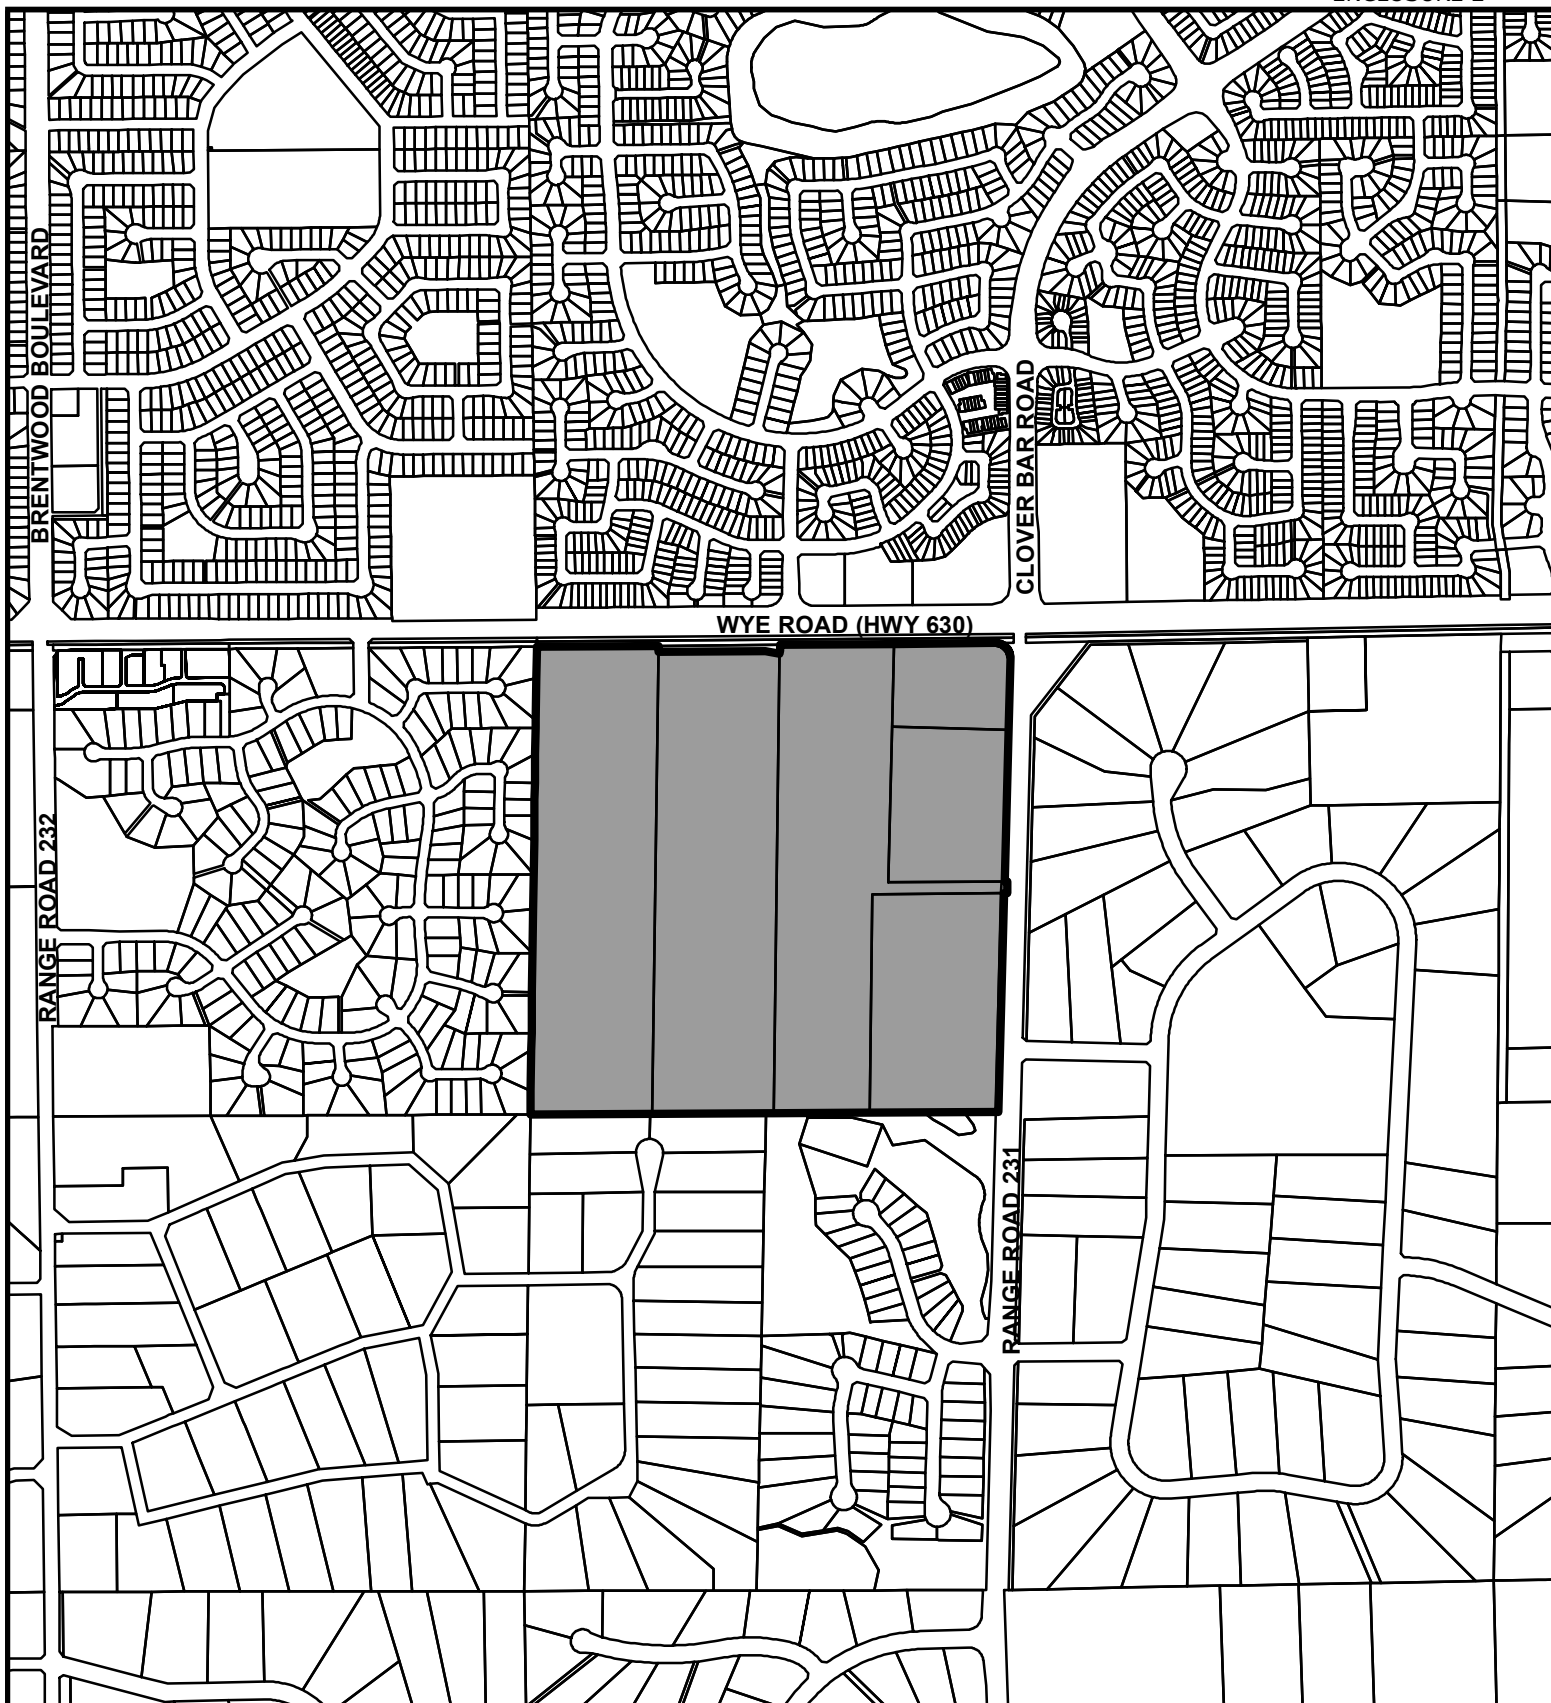 BRENTWOOD BOULEVARD
CLOVER BAR ROAD
WYE ROAD (HWY 630)
RANGE ROAD 232
RANGE ROAD 231